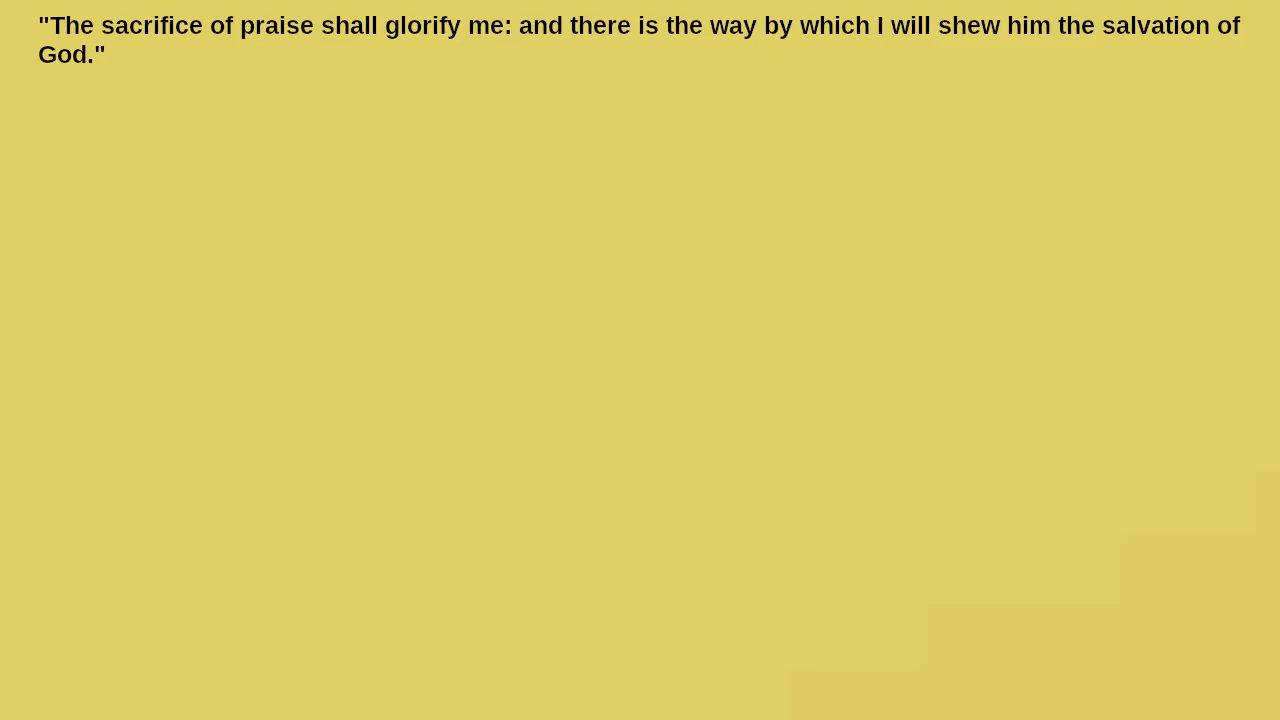 "The sacrifice of praise shall glorify me: and there is the way by which I will shew him the salvation of
God."